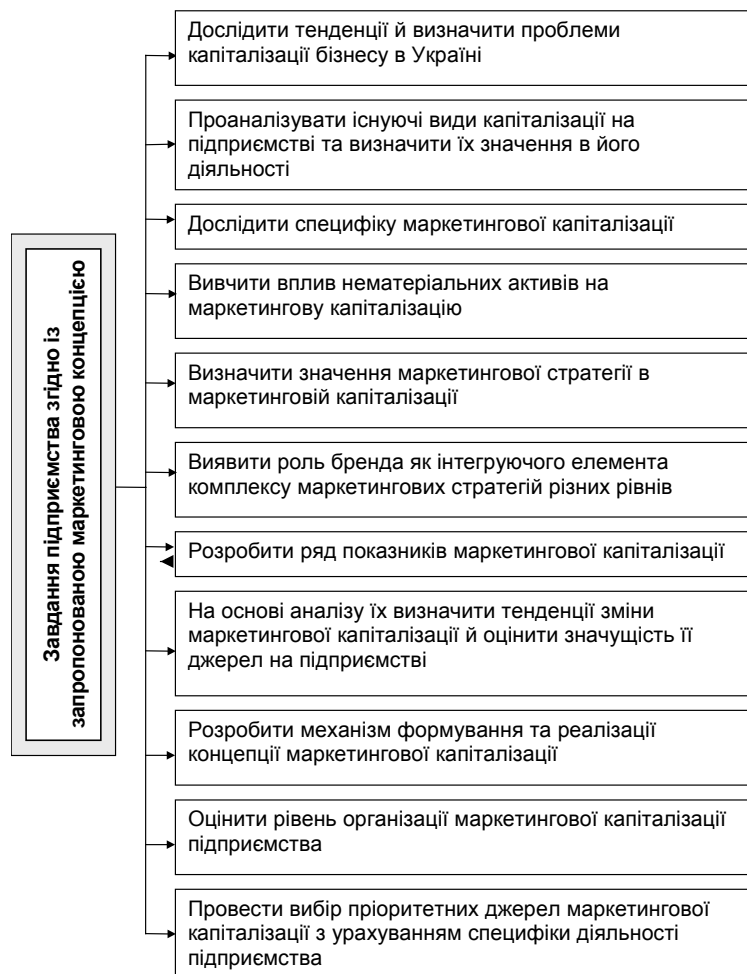 Завдання підприємства згідно із
запропонованою маркетинговою концепцією
Дослідити тенденції й визначити проблеми
капіталізації бізнесу в Україні
Проаналізувати існуючі види капіталізації на
підприємстві та визначити їх значення в його
діяльності
Дослідити специфіку маркетингової капіталізації
Вивчити вплив нематеріальних активів на
маркетингову капіталізацію
Визначити значення маркетингової стратегії в
маркетинговій капіталізації
Виявити роль бренда як інтегруючого елемента
комплексу маркетингових стратегій різних рівнів
Розробити ряд показників маркетингової капіталізації
На основі аналізу їх визначити тенденції зміни
маркетингової капіталізації й оцінити значущість її
джерел на підприємстві
Розробити механізм формування та реалізації
концепції маркетингової капіталізації
Оцінити рівень організації маркетингової капіталізації
підприємства
Провести вибір пріоритетних джерел маркетингової
капіталізації з урахуванням специфіки діяльності
підприємства